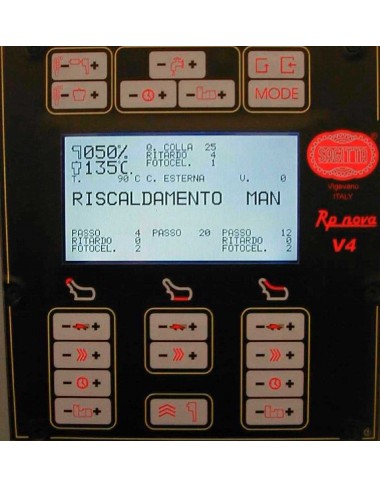 MODE
050% Q. COLLA 25
RITARDO 4
135C. FOTOCEL. 1
T. 90°C C. ESTERNA V. 0
RISCALDAMENTO MAN
PASSO 4 PASSO 20 PASSO 12
RITARDO 0 RITARDO 0
FOTOCEL. 2 FOTOCEL. 2
SAGITTA
Vigevano
ITALY
Rp nova
V4